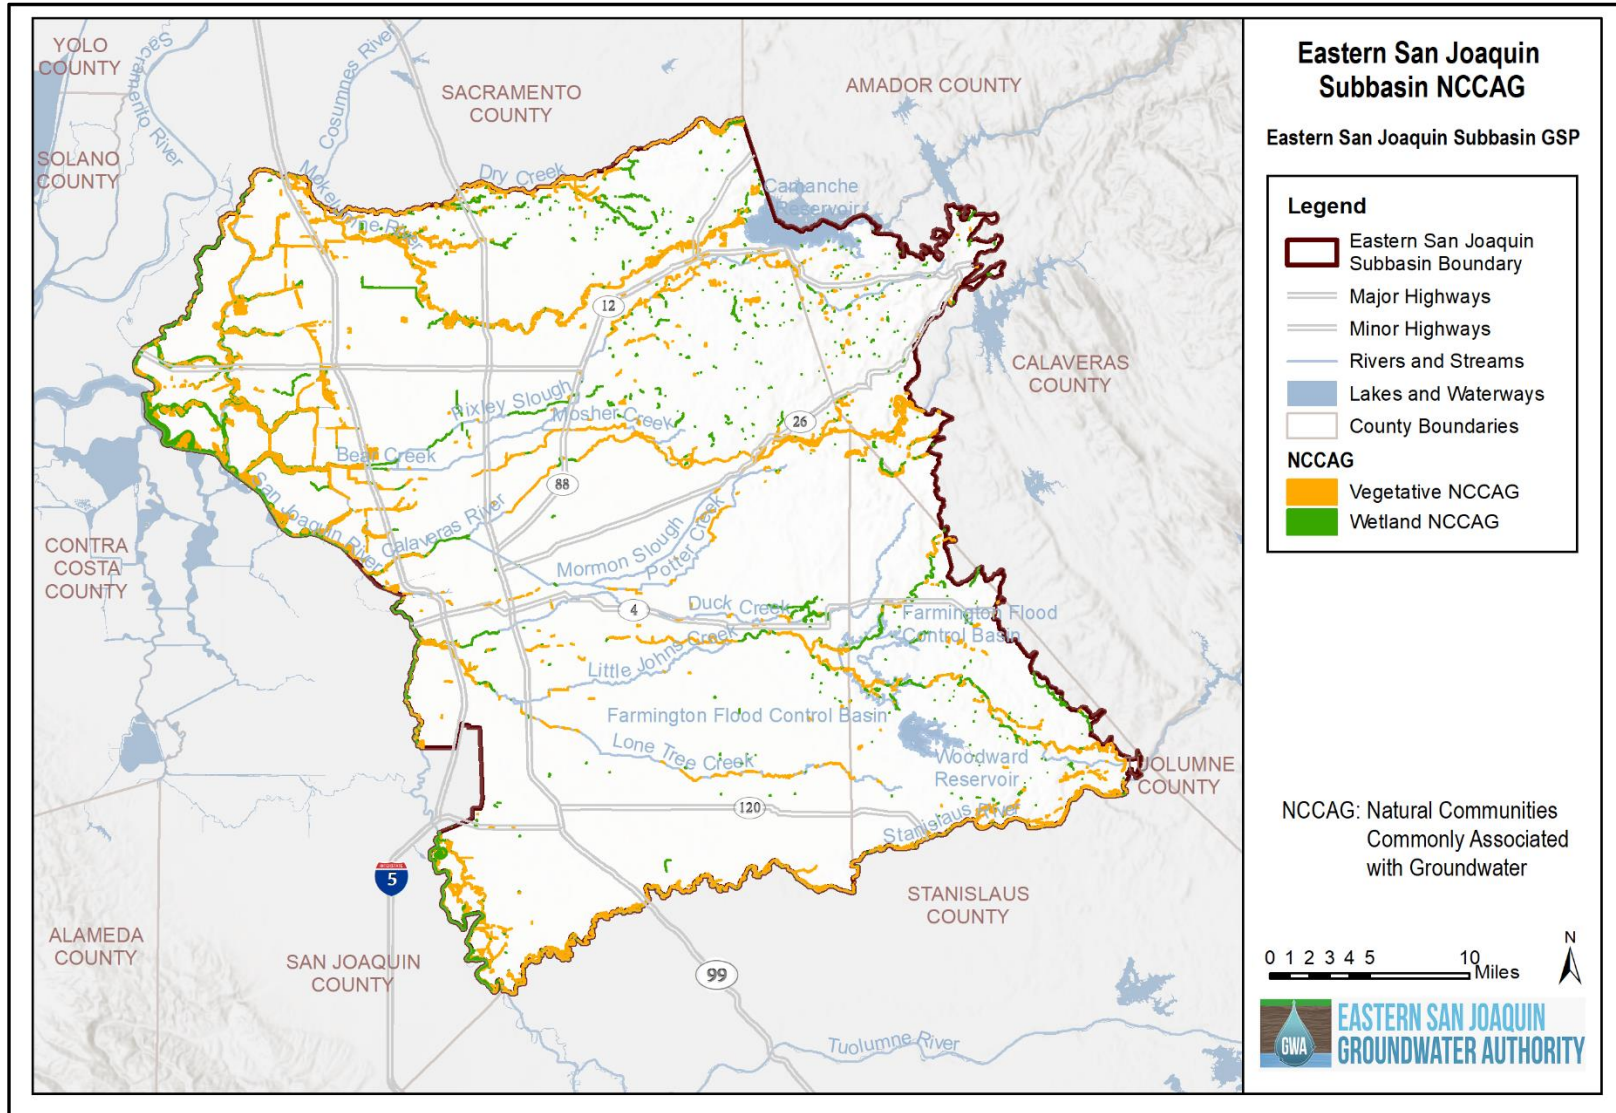 YOLO
COUNTY
Sacramento River
Cosumnes River
SACRAMENTO
COUNTY
AMADOR COUNTY
SOLANO
COUNTY
Mokelumne River
Dry Creek
Camanche
Reservoir
12
CALAVERAS
COUNTY
Pixley Slough
Mosher Creek
26
Bear Creek
88
San Joaquin River
Calaveras River
CONTRA
COSTA
COUNTY
Mormon Slough
Potter Creek
4
Duck Creek
Farmington Flood
Control Basin
Little Johns Creek
Farmington Flood Control Basin
Lone Tree Creek
Woodward
Reservoir
TUOLUMNE
COUNTY
120
Stanislaus River
5
STANISLAUS
COUNTY
ALAMEDA
COUNTY
SAN JOAQUIN
COUNTY
99
Tuolumne River
Eastern San Joaquin
Subbasin NCCAG
Eastern San Joaquin Subbasin GSP
Legend
Eastern San Joaquin
Subbasin Boundary
Major Highways
Minor Highways
Rivers and Streams
Lakes and Waterways
County Boundaries
NCCAG
Vegetative NCCAG
Wetland NCCAG
NCCAG: Natural Communities
Commonly Associated
with Groundwater
N
0 1 2 3 4 5 10
Miles
GWA
EASTERN SAN JOAQUIN
GROUNDWATER AUTHORITY